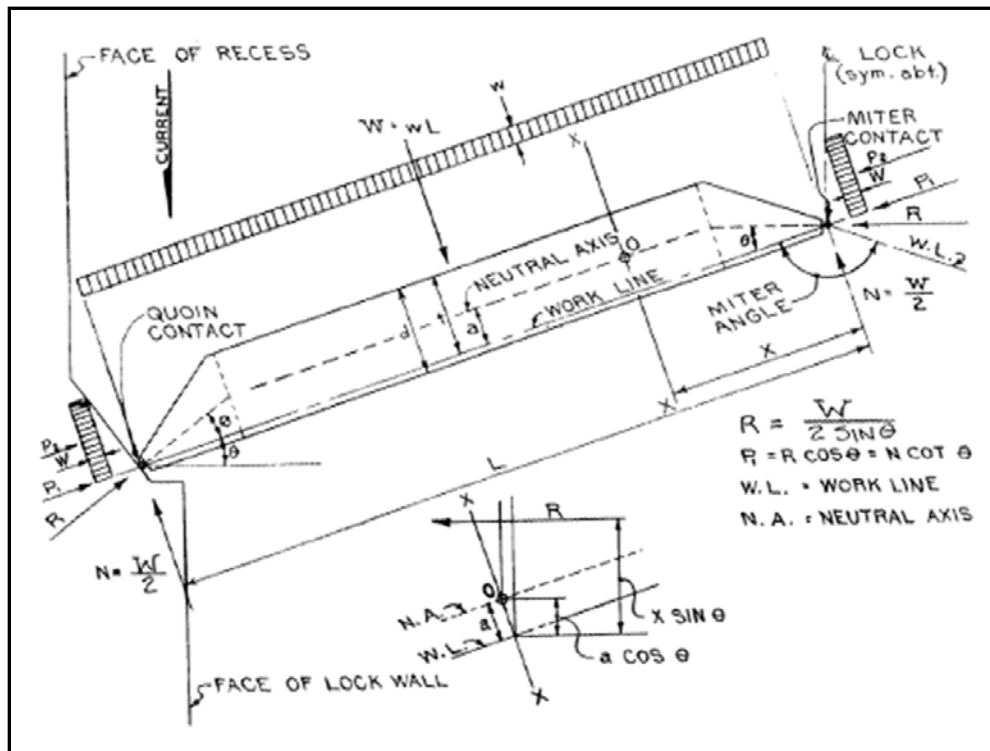 FACE OF RECESS
CURRENT
W = wL
w
X
℄ LOCK
(sym. abt.)
MITER
CONTACT
P2
W
P1
R
W.L.2
N = W/2
O
θ
NEUTRAL AXIS
WORK LINE
MITER
ANGLE
d
t
a
QUOIN
CONTACT
Ø
θ
P2
W
P1
R
N = W/2
L
X
X
R = W / 2 SIN θ
P1 = R COS θ = N COT θ
W.L. = WORK LINE
N.A. = NEUTRAL AXIS
X
R
O
N.A.
a
W.L.
X SIN θ
a COS θ
X
FACE OF LOCK WALL